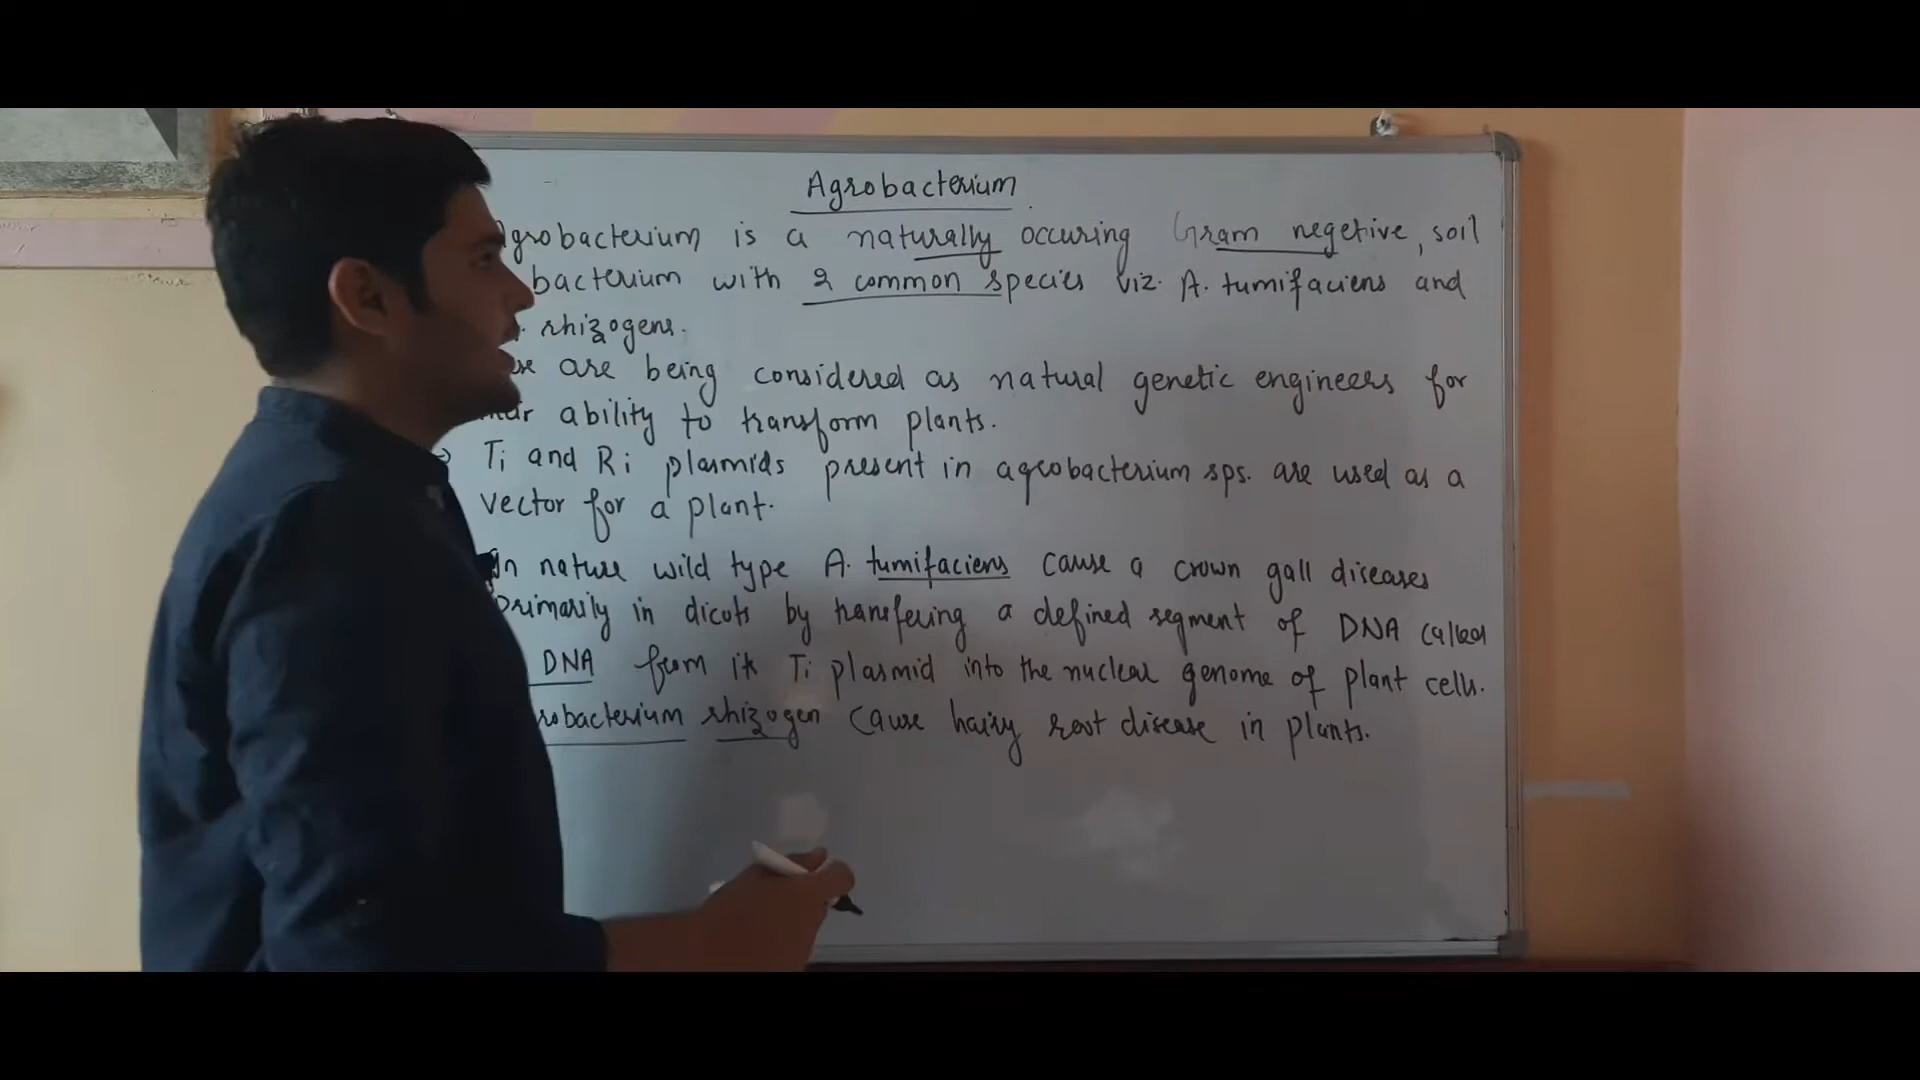 Agrobacterium
Agrobacterium is a naturally occuring Gram negetive, soil
bacterium with 2 common species viz. A. tumifaciens and
rhizogens.
are being considered as natural genetic engineers for
ability to transform plants.
Ti and Ri plasmids present in agrobacterium sps. are used as a
vector for a plant.
In nature wild type A. tumifaciens cause a crown gall diseases
primarily in dicots by transfering a defined segment of DNA called
DNA from its Ti plasmid into the nuclear genome of plant cells.
robacterium rhizogen cause hairy root disease in plants.